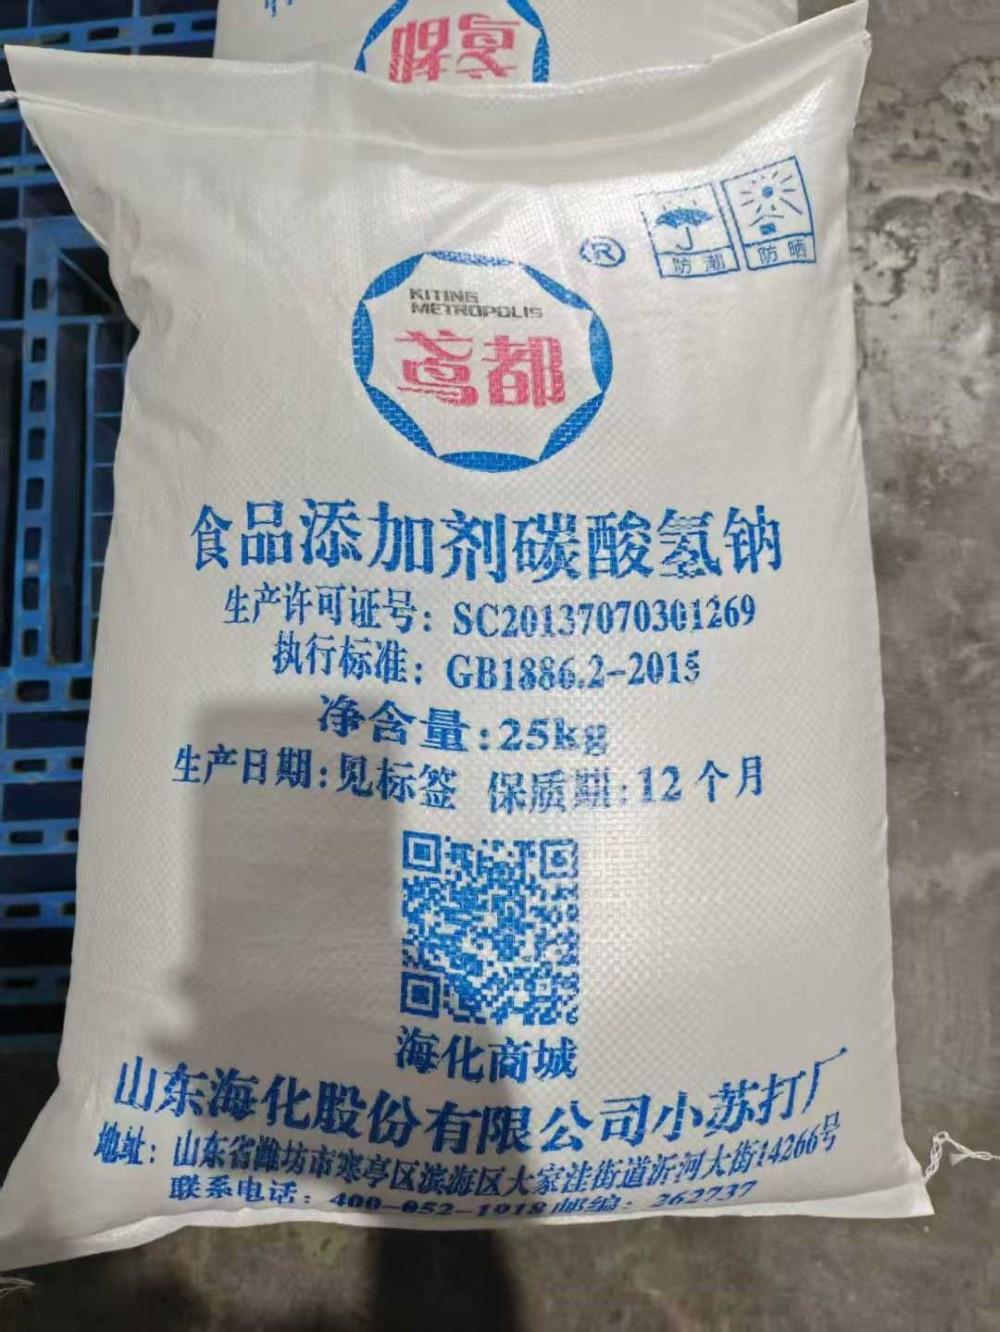 防潮 防晒
®
KITING
METROPOLIS
鸢都
食品添加剂碳酸氢钠
生产许可证号：SC20137070301269
执行标准：GB1886.2-2015
净含量:25kg
生产日期:见标签 保质期:12个月
海化商城
山东海化股份有限公司小苏打厂
地址：山东省潍坊市寒亭区滨海区大家洼街道沂河大街14266号
联系电话：400-052-1918 邮编：262737